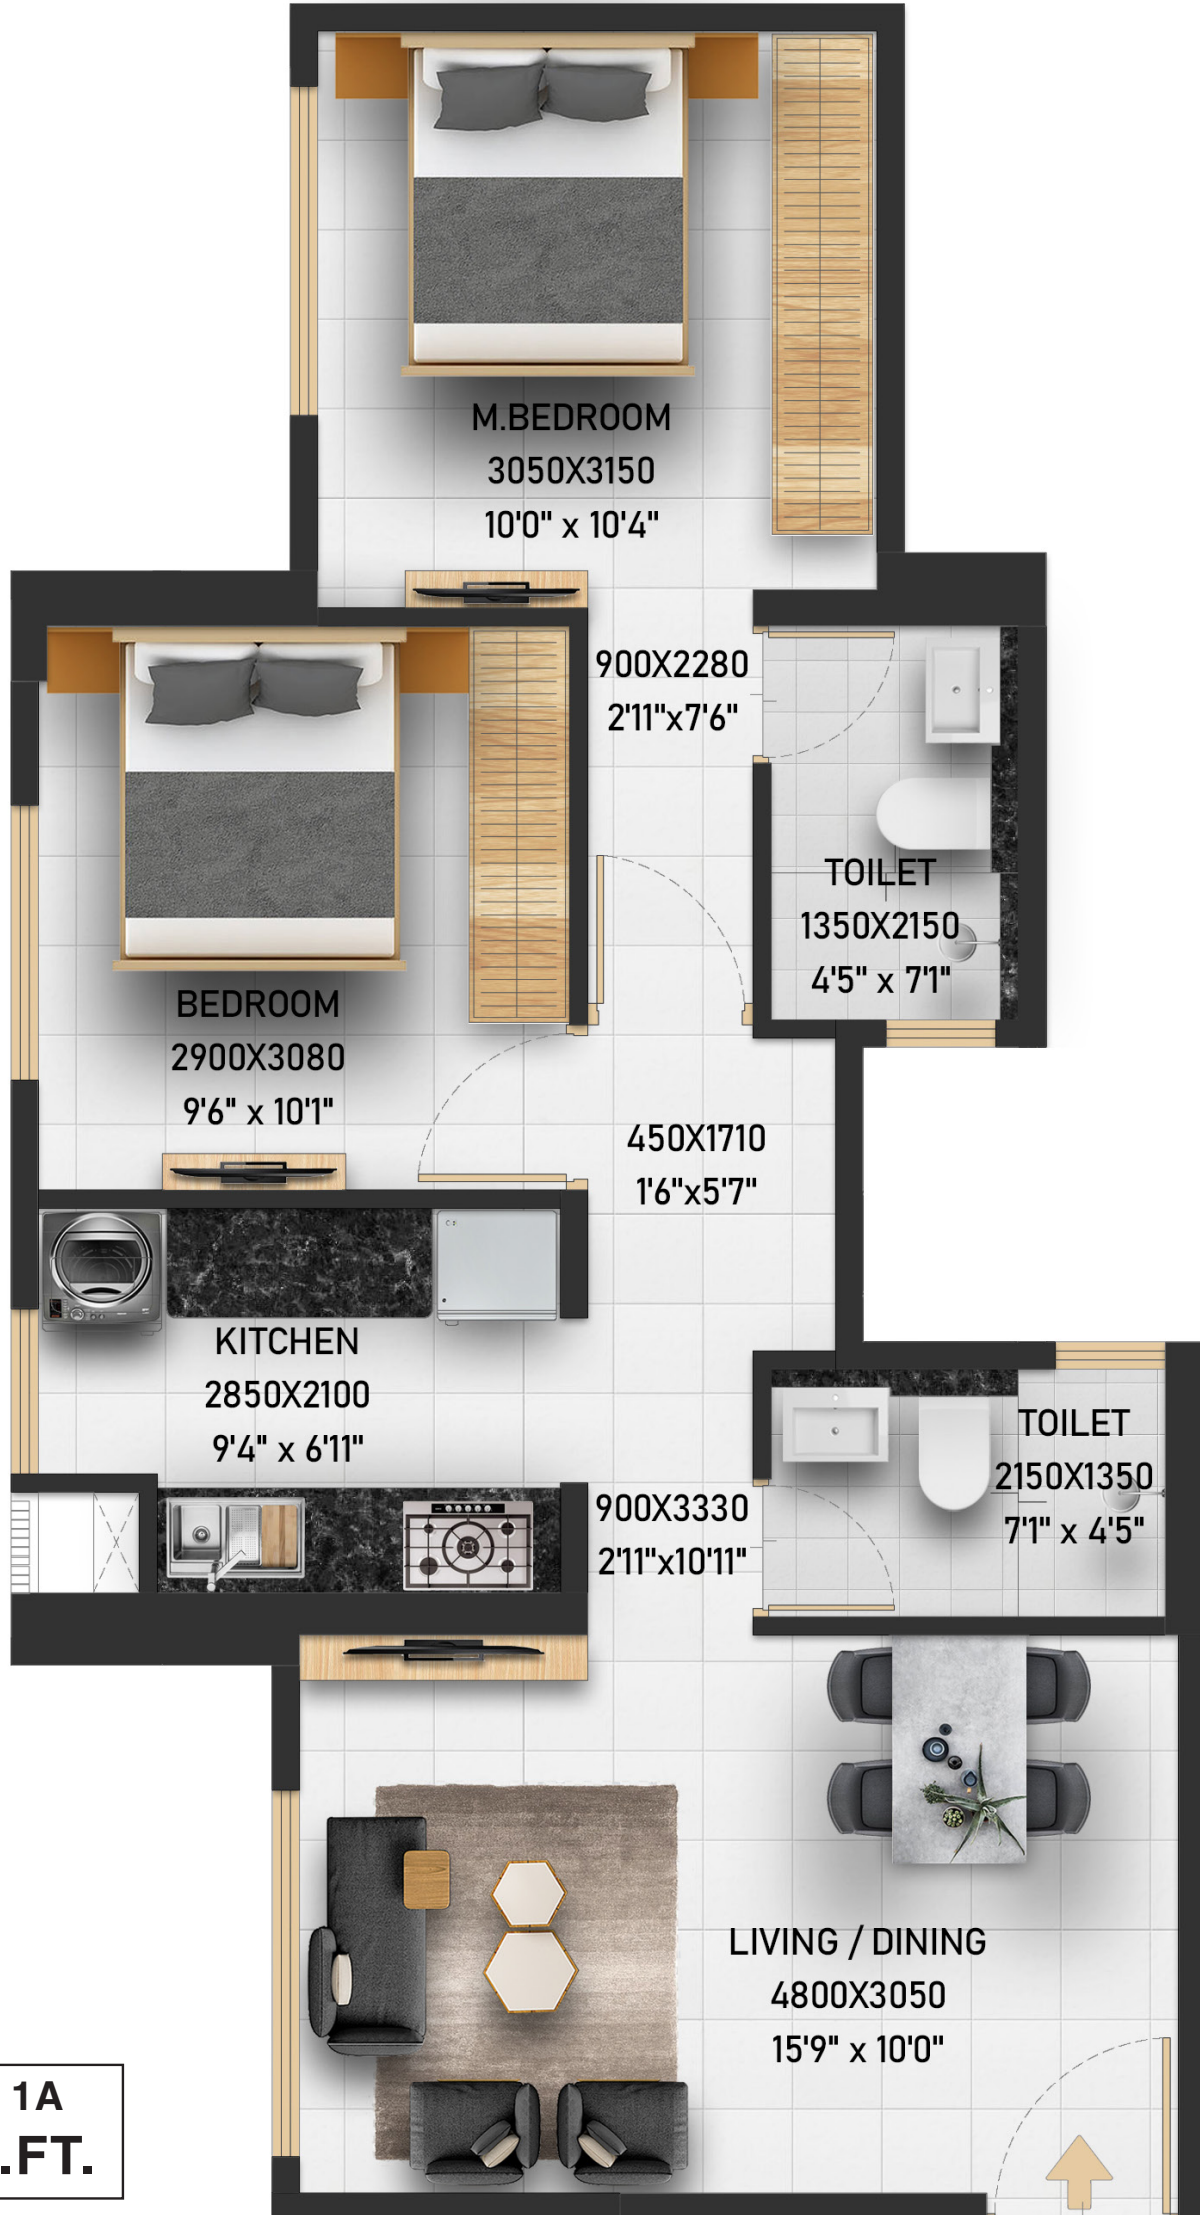 M.BEDROOM
3050X3150
10'0" x 10'4"
900X2280
2'11"x7'6"
TOILET
1350X2150
4'5" x 7'1"
BEDROOM
2900X3080
9'6" x 10'1"
450X1710
1'6"x5'7"
KITCHEN
2850X2100
9'4" x 6'11"
TOILET
2150X1350
7'1" x 4'5"
900X3330
2'11"x10'11"
LIVING / DINING
4800X3050
15'9" x 10'0"
1A
.FT.